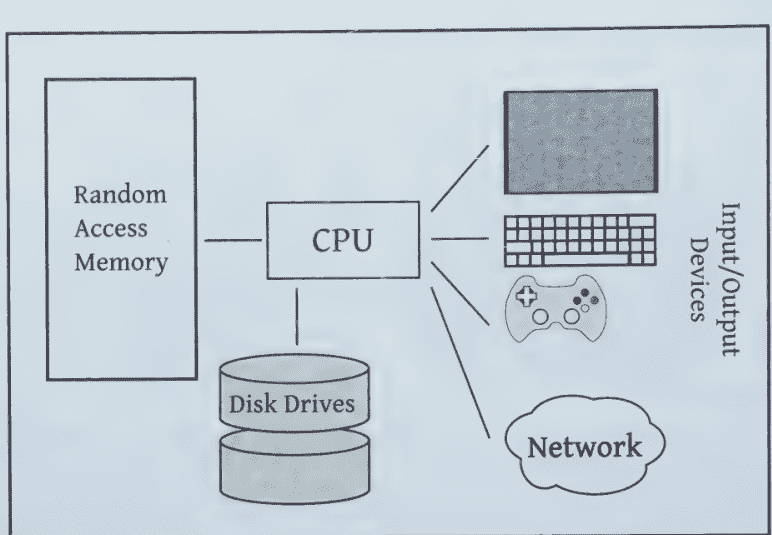 Random
Access
Memory
CPU
Disk Drives
Network
Input/Output
Devices